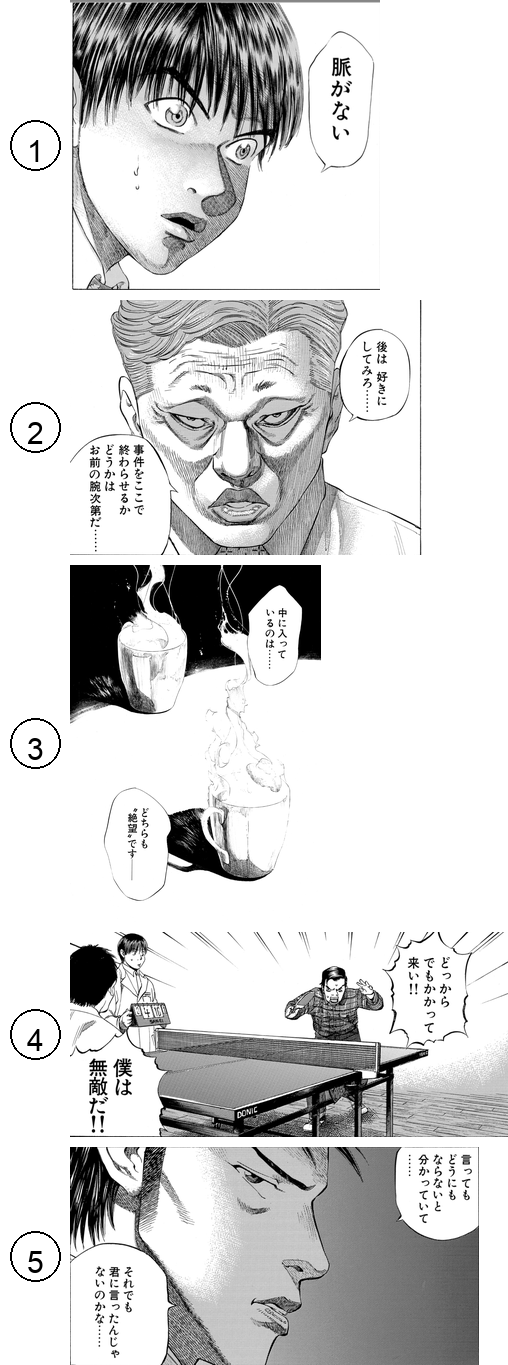 1
脈がない
2
後は 好きに
してみろ……
事件をここで
終わらせるか
どうかは
お前の腕次第だ……
3
中に入って
いるのは……
どちらも
“絶望”です――
4
どっから
でもかかって
来い!!
僕は
無敵だ!!
DONIC
5
言っても
どうにも
ならないと
分かっていて
……
それでも
君に言ったんじゃ
ないのかな……